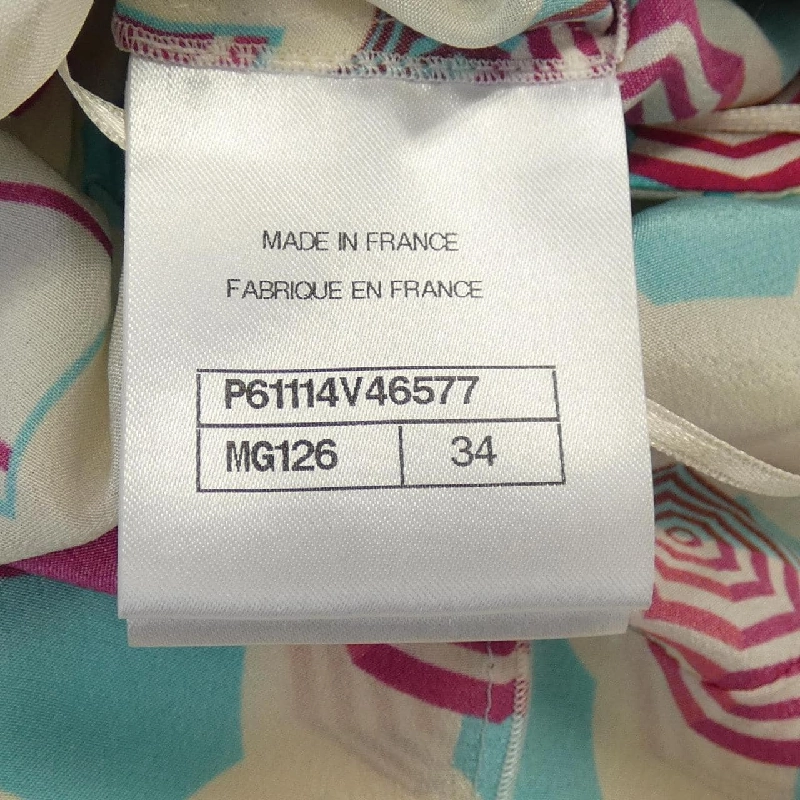 MADE IN FRANCE
FABRIQUE EN FRANCE
P61114V46577
MG126 34